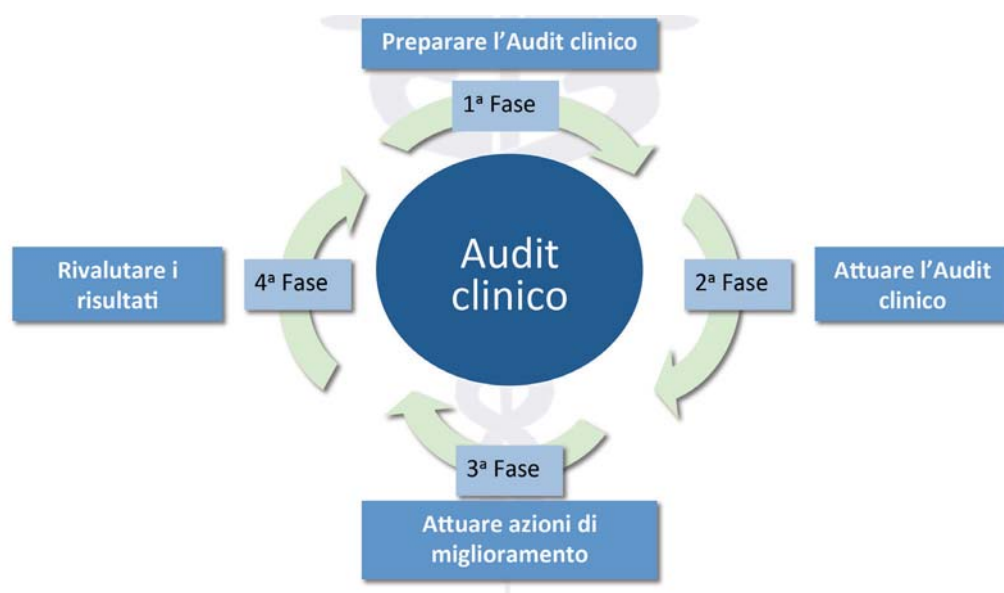 Preparare l’Audit clinico
1ª Fase
Audit
clinico
2ª Fase
Attuare l’Audit
clinico
3ª Fase
Attuare azioni di
miglioramento
4ª Fase
Rivalutare i
risultati